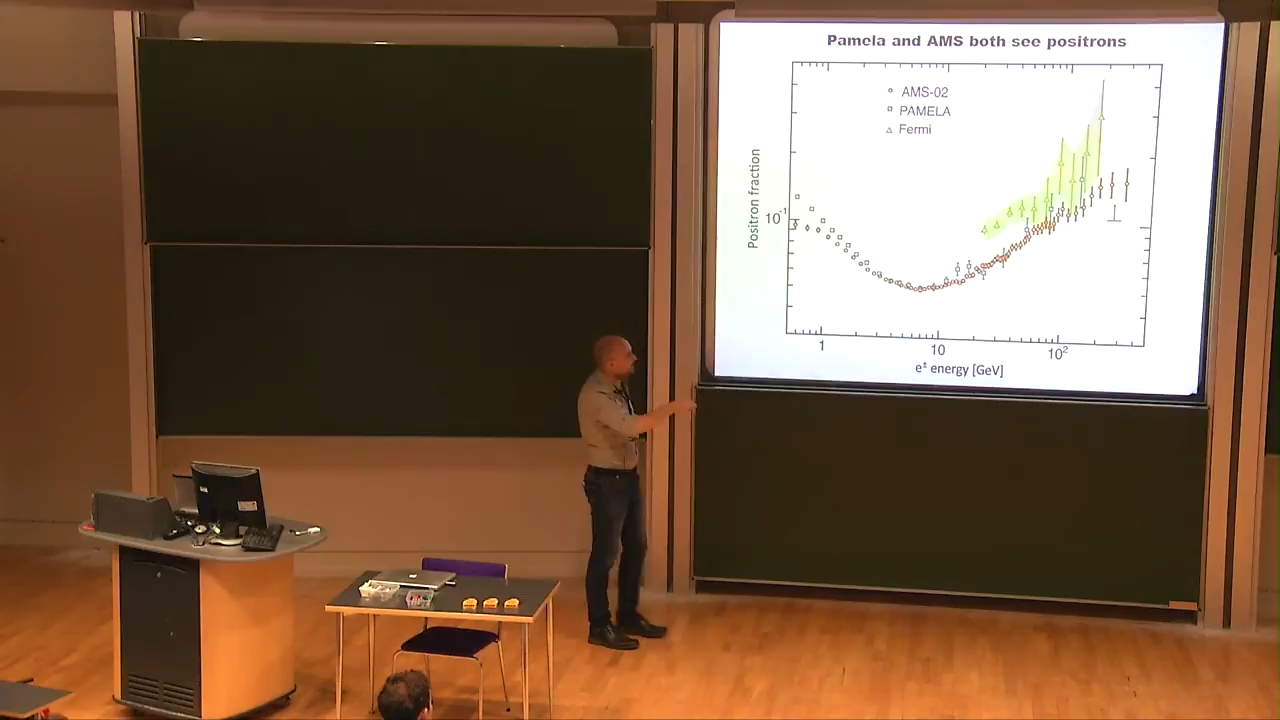 Pamela and AMS both see positrons
AMS-02
PAMELA
Fermi
Positron fraction
10⁻¹
1
10
10²
e± energy [GeV]